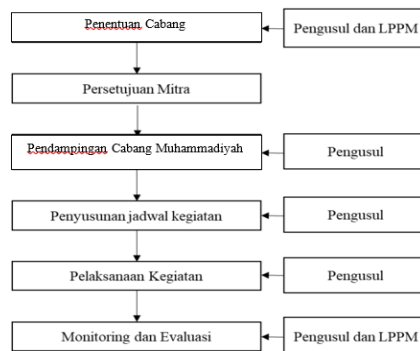 Penentuan Cabang
Pengusul dan LPPM
Persetujuan Mitra
Pendampingan Cabang Muhammadiyah
Pengusul
Penyusunan jadwal kegiatan
Pengusul
Pelaksanaan Kegiatan
Pengusul
Monitoring dan Evaluasi
Pengusul dan LPPM